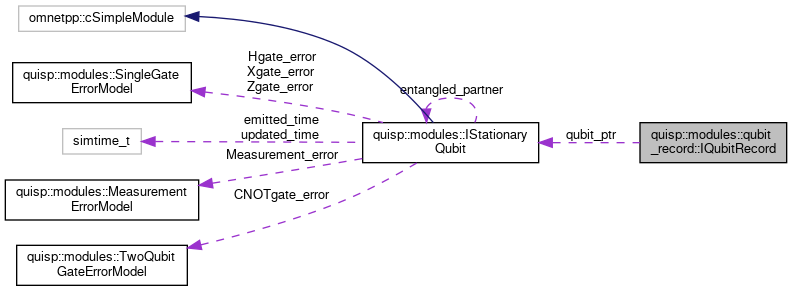 omnetpp::cSimpleModule
quisp::modules::SingleGate
ErrorModel
Hgate_error
Xgate_error
Zgate_error
simtime_t
emitted_time
updated_time
quisp::modules::Measurement
ErrorModel
Measurement_error
quisp::modules::TwoQubit
GateErrorModel
CNOTgate_error
entangled_partner
quisp::modules::IStationary
Qubit
qubit_ptr
quisp::modules::qubit
_record::IQubitRecord